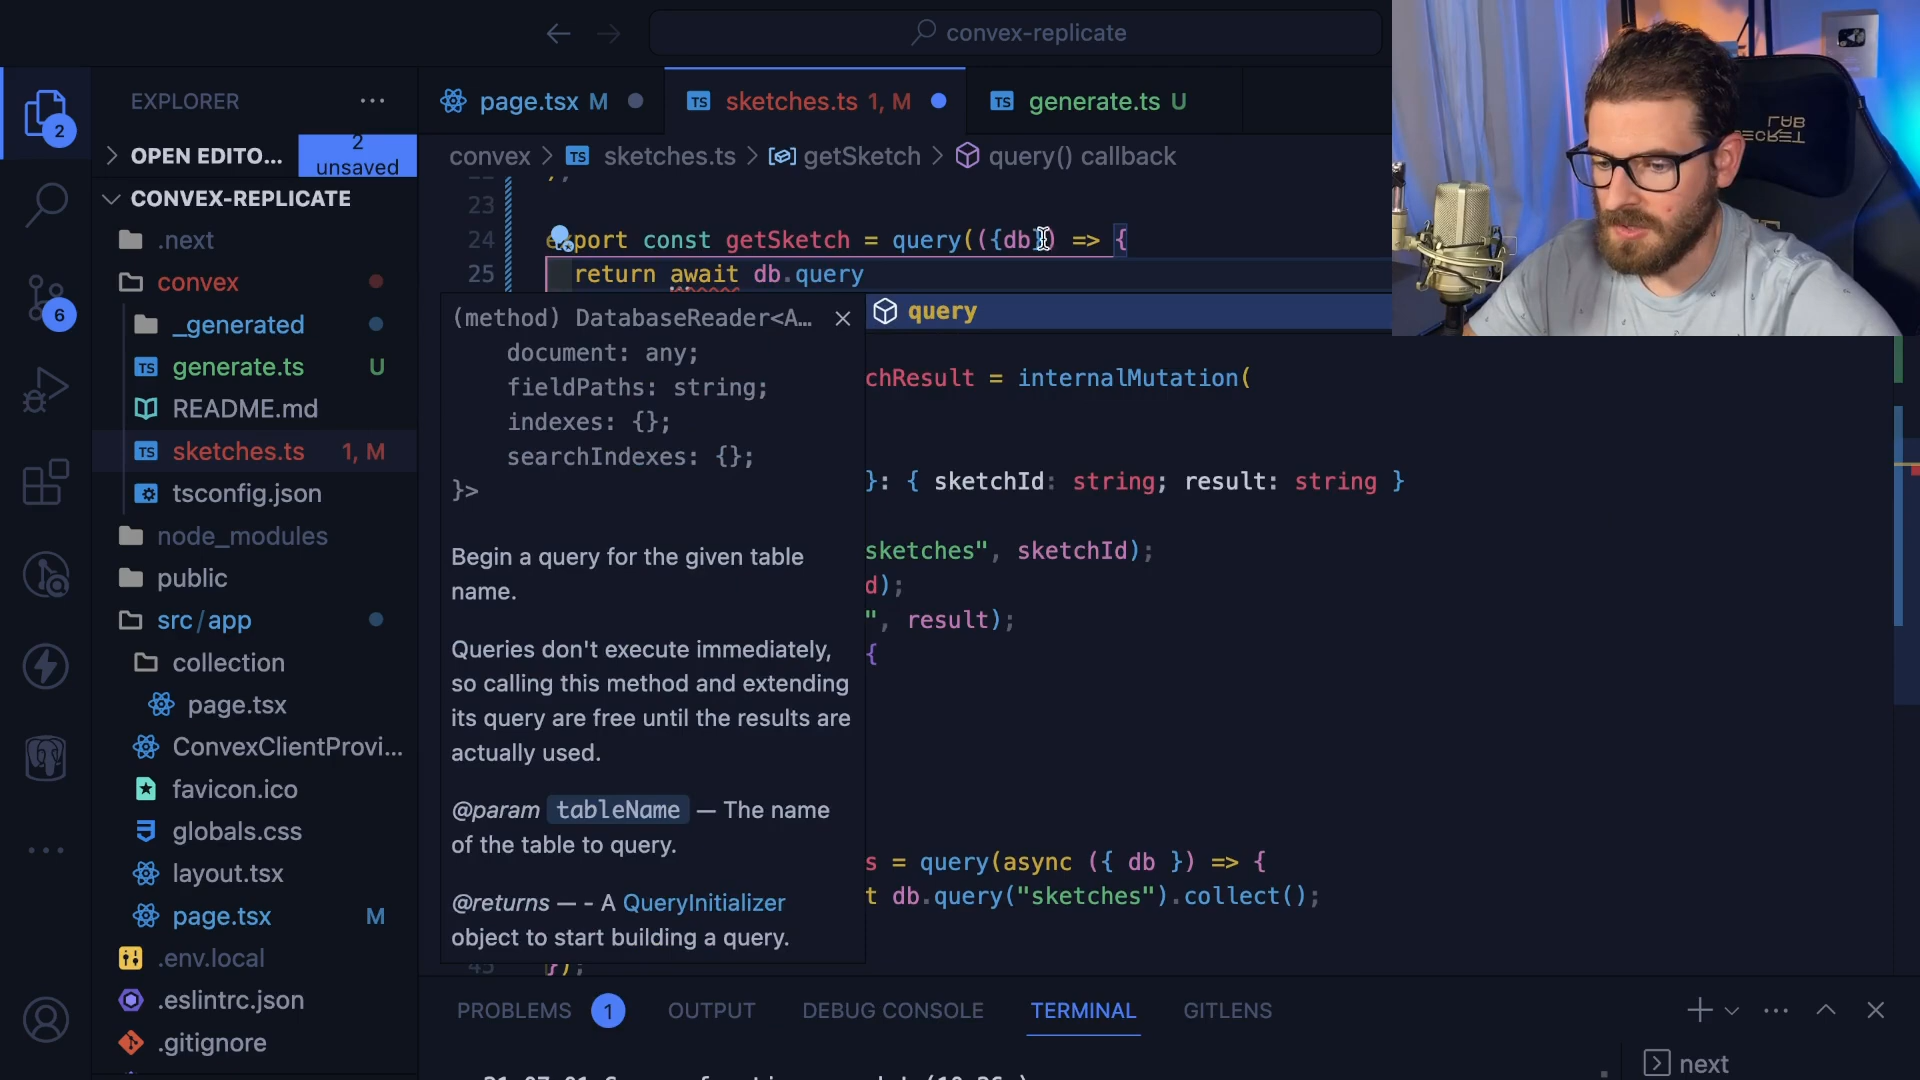 convex-replicate
EXPLORER
page.tsx M
sketches.ts 1, M
generate.ts U
OPEN EDITO...
2 unsaved
convex > sketches.ts > getSketch > query() callback
CONVEX-REPLICATE
.next
convex
_generated
generate.ts U
README.md
sketches.ts 1, M
tsconfig.json
node_modules
public
src/app
collection
page.tsx
ConvexClientProvi...
favicon.ico
globals.css
layout.tsx
page.tsx M
.env.local
.eslintrc.json
.gitignore
2
6
23
24 export const getSketch = query(({db}) => {
25 return await db.query
query
(method) DatabaseReader<A...
document: any;
fieldPaths: string;
indexes: {};
searchIndexes: {};
}>
Begin a query for the given table
name.
Queries don't execute immediately,
so calling this method and extending
its query are free until the results are
actually used.
@param tableName — The name
of the table to query.
@returns — - A QueryInitializer
object to start building a query.
chResult = internalMutation(
}: { sketchId: string; result: string }
sketches", sketchId);
d);
", result);
{
s = query(async ({ db }) => {
t db.query("sketches").collect();
45 });
PROBLEMS 1
OUTPUT
DEBUG CONSOLE
TERMINAL
GITLENS
next
SECRET
LAB